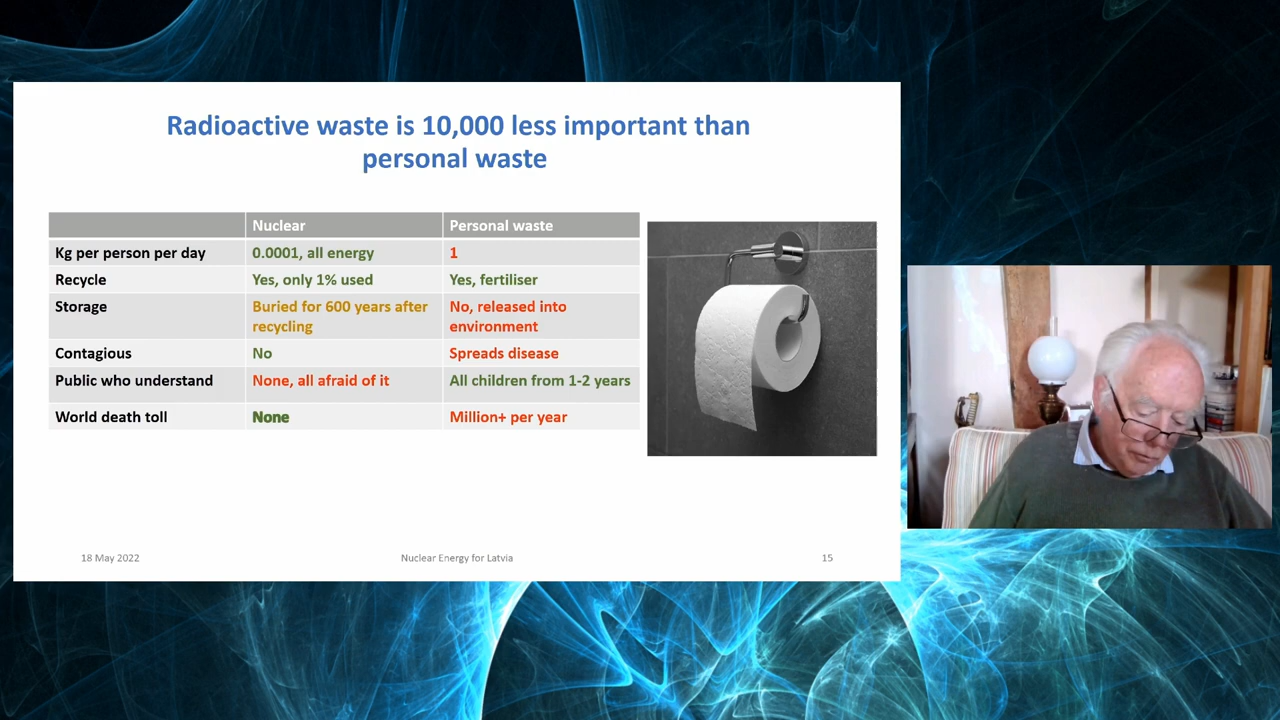 Radioactive waste is 10,000 less important than
personal waste
Nuclear Personal waste
Kg per person per day 0.0001, all energy 1
Recycle Yes, only 1% used Yes, fertiliser
Storage Buried for 600 years after No, released into
recycling environment
Contagious No Spreads disease
Public who understand None, all afraid of it All children from 1-2 years
World death toll None Million+ per year
18 May 2022 Nuclear Energy for Latvia 15